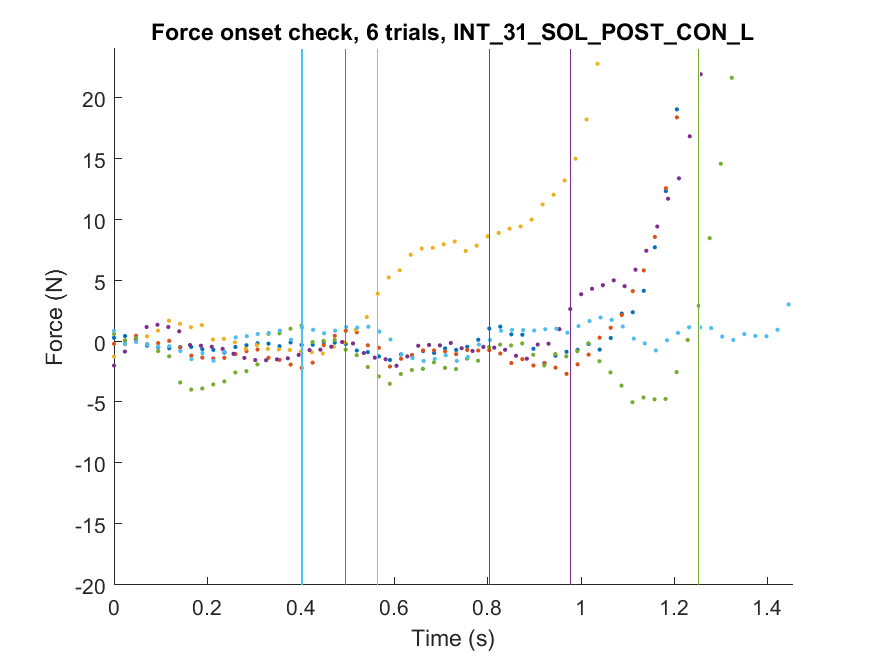 Force onset check, 6 trials, INT_31_SOL_POST_CON_L
20
15
10
5
0
-5
-10
-15
-20
Force (N)
0 0.2 0.4 0.6 0.8 1 1.2 1.4
Time (s)